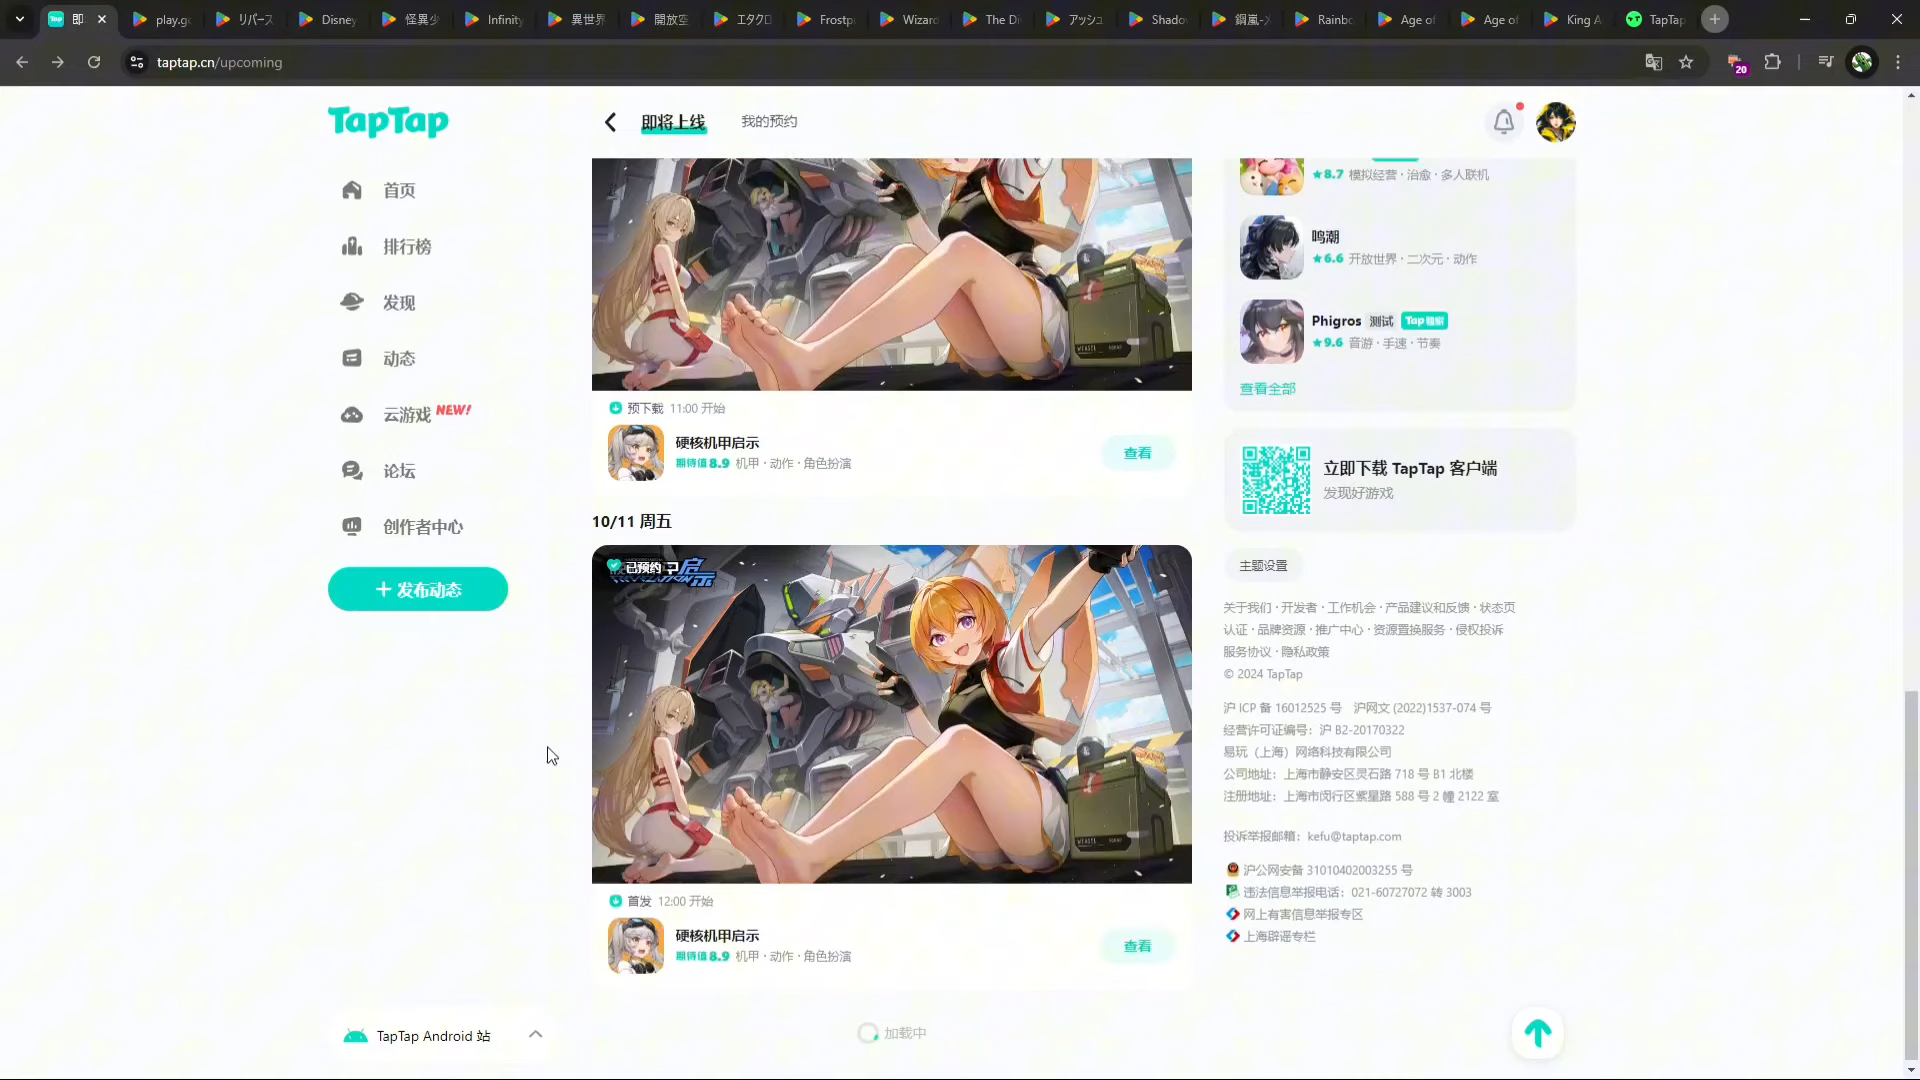 即
play.g
リバース
Disney
怪異少
Infinity
異世界
開放空
エタクロ
Frostp
Wizard
The Di
アッシュ
Shado
鋼嵐-メ
Rainbo
Age of
Age of
King A
TapTap
taptap.cn/upcoming
20
TapTap
即将上线
我的预约
首页
排行榜
发现
动态
云游戏 NEW!
论坛
创作者中心
+ 发布动态
TapTap Android 站
预下载 11:00 开始
硬核机甲启示
期待值8.9 机甲 · 动作 · 角色扮演
查看
10/11 周五
已预约
启示
WEASEL
首发 12:00 开始
硬核机甲启示
期待值8.9 机甲 · 动作 · 角色扮演
查看
加载中
★8.7 模拟经营 · 治愈 · 多人联机
鸣潮
★6.6 开放世界 · 二次元 · 动作
Phigros 测试 Tap独家
★9.6 音游 · 手速 · 节奏
查看全部
立即下载 TapTap 客户端
发现好游戏
主题设置
关于我们 · 开发者 · 工作机会 · 产品建议和反馈 · 状态页
认证 · 品牌资源 · 推广中心 · 资源置换服务 · 侵权投诉
服务协议 · 隐私政策
© 2024 TapTap
沪 ICP 备 16012525 号 沪网文 (2022)1537-074 号
经营许可证编号：沪 B2-20170322
易玩（上海）网络科技有限公司
公司地址：上海市静安区灵石路 718 号 B1 北楼
注册地址：上海市闵行区紫星路 588 号 2 幢 2122 室
投诉举报邮箱：kefu@taptap.com
沪公网安备 31010402003255 号
违法信息举报电话：021-60727072 转 3003
网上有害信息举报专区
上海辟谣专栏